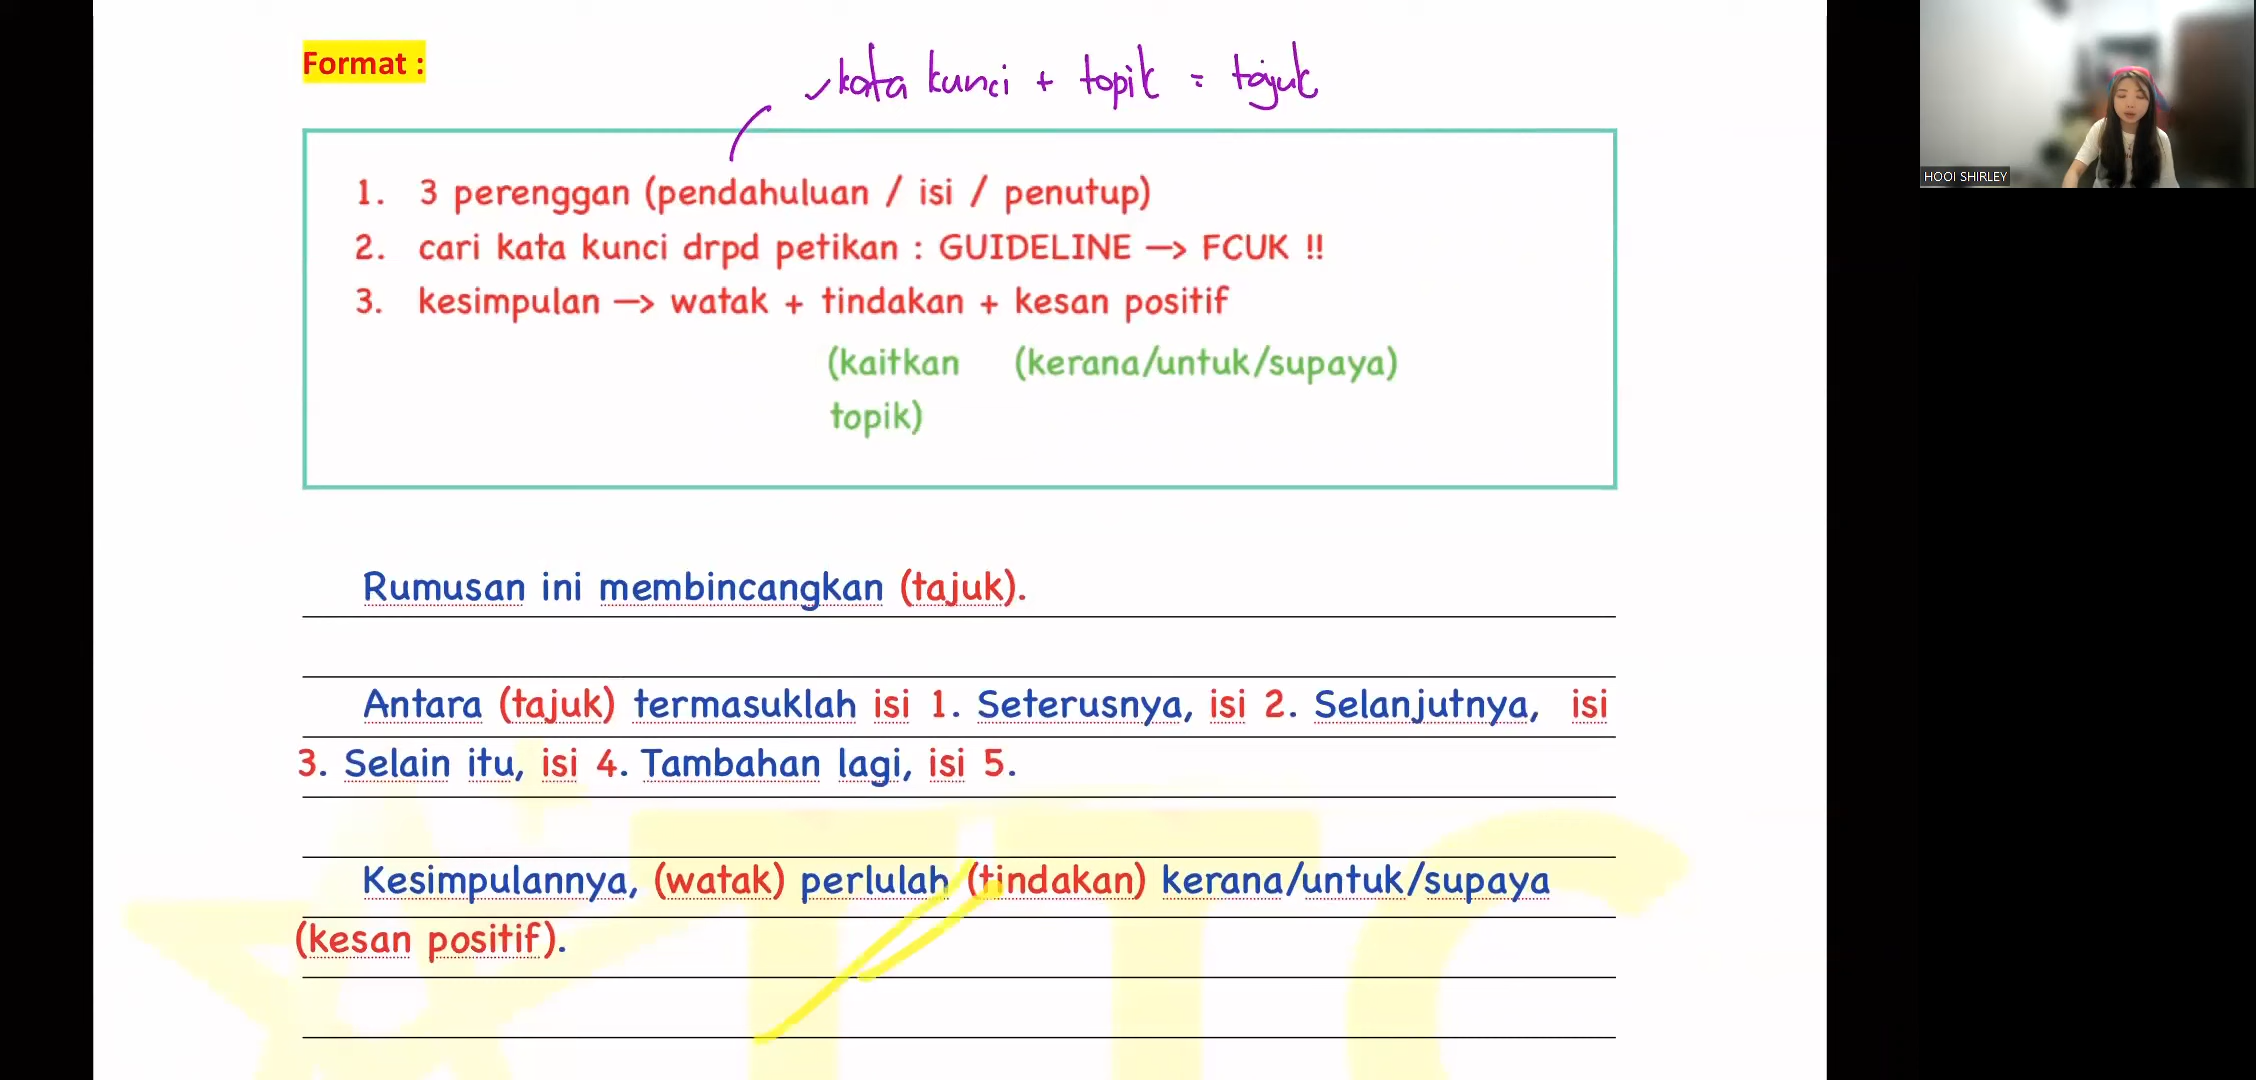 Format :
kata kunci + topik = tajuk
1. 3 perenggan (pendahuluan / isi / penutup)
2. cari kata kunci drpd petikan : GUIDELINE —> FCUK !!
3. kesimpulan —> watak + tindakan + kesan positif
(kaitkan (kerana/untuk/supaya)
topik)
Rumusan ini membincangkan (tajuk).
Antara (tajuk) termasuklah isi 1. Seterusnya, isi 2. Selanjutnya, isi
3. Selain itu, isi 4. Tambahan lagi, isi 5.
Kesimpulannya, (watak) perlulah (tindakan) kerana/untuk/supaya
(kesan positif).
TTC
HOOI SHIRLEY